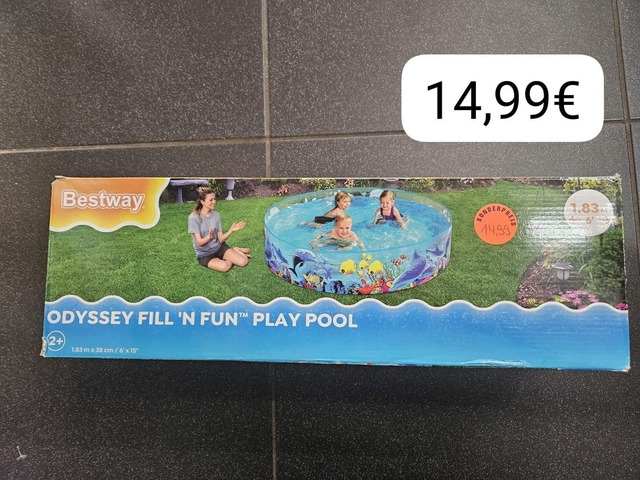 14,99€
Bestway
SONDERPREIS
14.99
1.83m
6'
ODYSSEY FILL 'N FUN™ PLAY POOL
2+
1.83 m x 38 cm / 6' x 15"